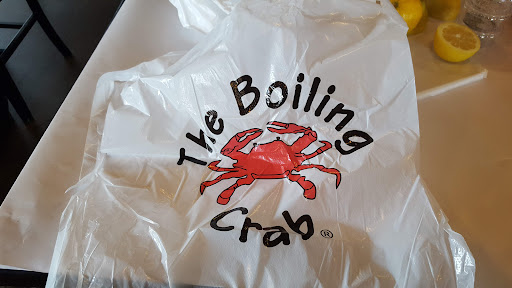 The Boiling
Crab®